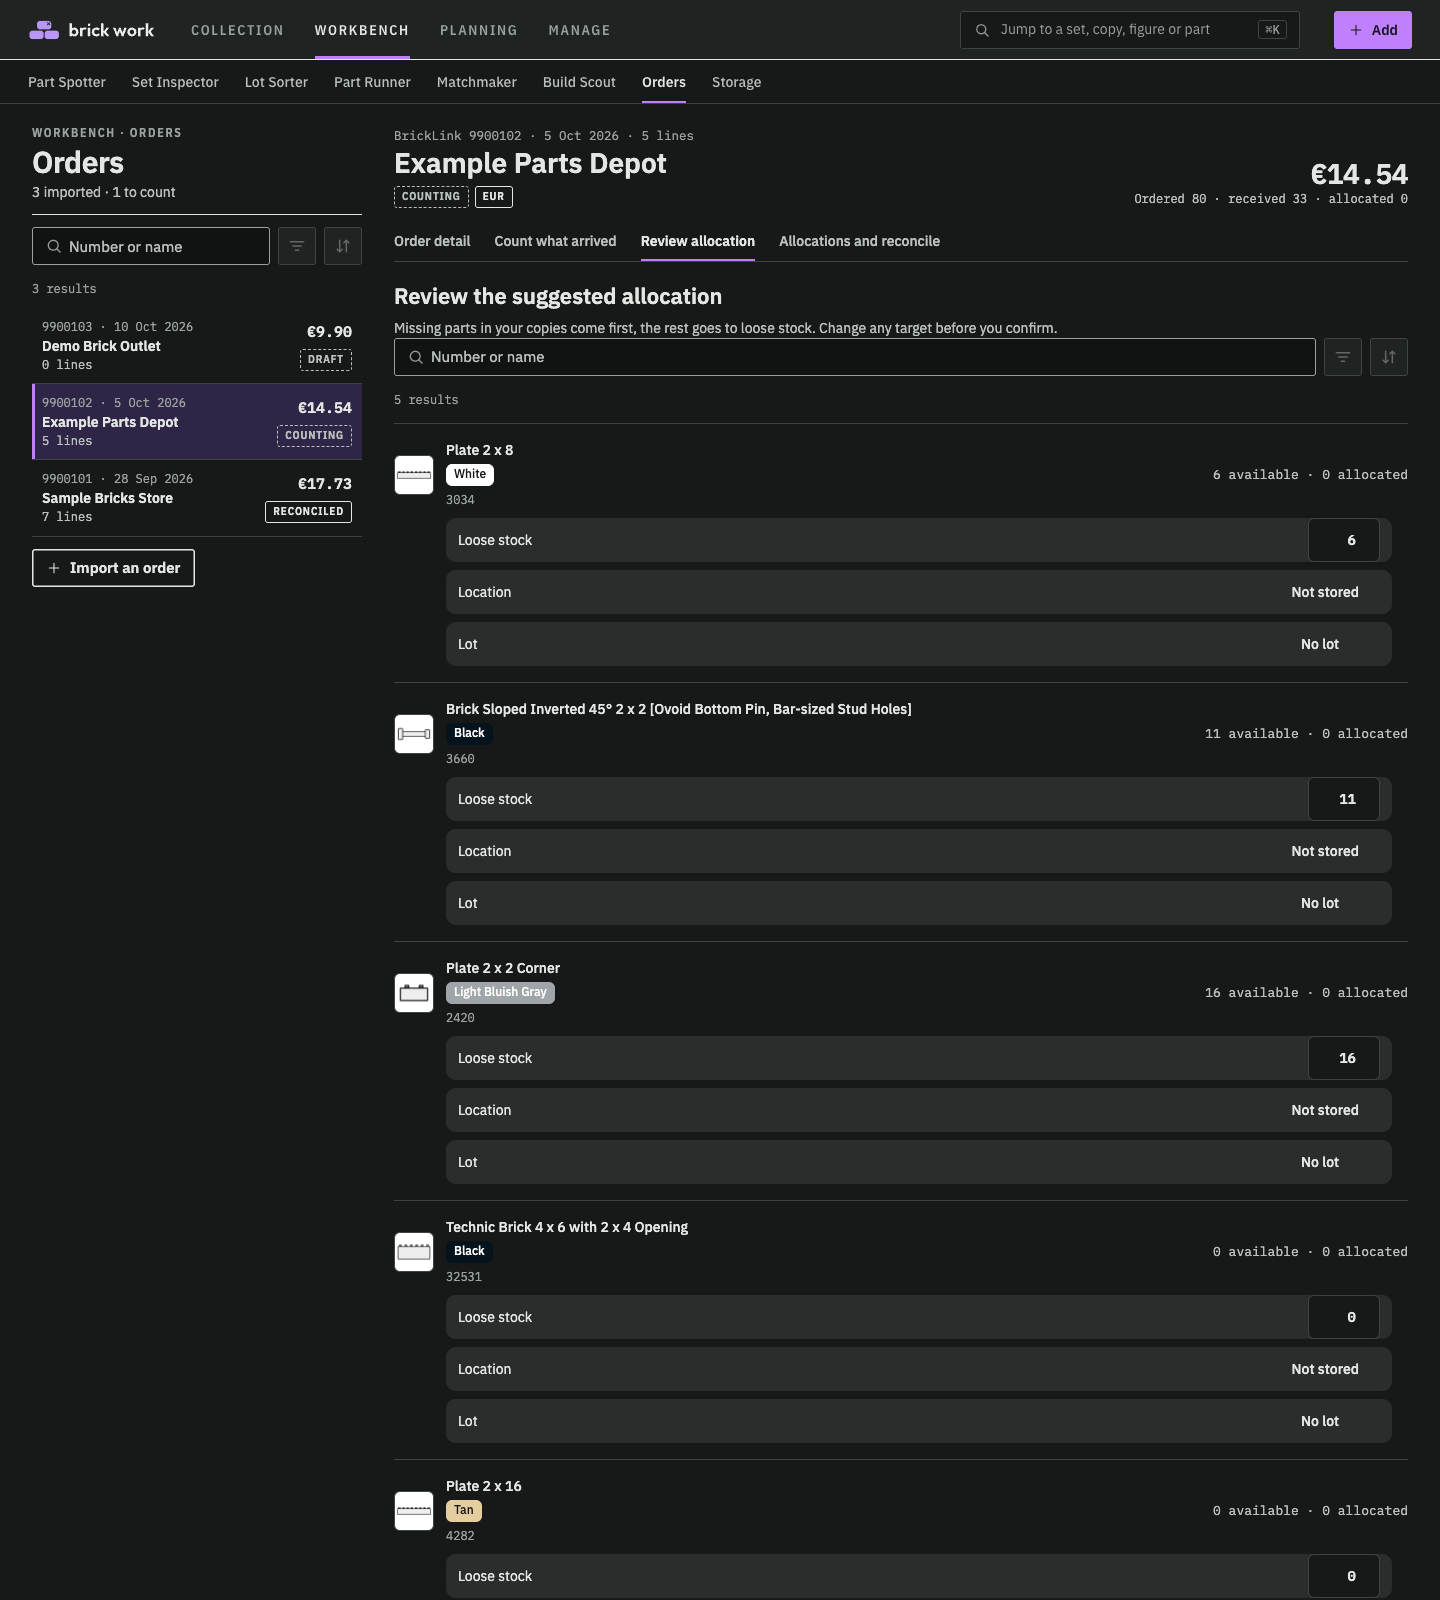 brick work
COLLECTION
WORKBENCH
PLANNING
MANAGE
Jump to a set, copy, figure or part
⌘K
+ Add
Part Spotter
Set Inspector
Lot Sorter
Part Runner
Matchmaker
Build Scout
Orders
Storage
WORKBENCH · ORDERS
Orders
3 imported · 1 to count
Number or name
3 results
9900103 · 10 Oct 2026
€9.90
Demo Brick Outlet
0 lines
DRAFT
9900102 · 5 Oct 2026
€14.54
Example Parts Depot
5 lines
COUNTING
9900101 · 28 Sep 2026
€17.73
Sample Bricks Store
7 lines
RECONCILED
+ Import an order
BrickLink 9900102 · 5 Oct 2026 · 5 lines
Example Parts Depot
COUNTING
EUR
€14.54
Ordered 80 · received 33 · allocated 0
Order detail
Count what arrived
Review allocation
Allocations and reconcile
Review the suggested allocation
Missing parts in your copies come first, the rest goes to loose stock. Change any target before you confirm.
Number or name
5 results
Plate 2 x 8
White
3034
6 available · 0 allocated
Loose stock
6
Location
Not stored
Lot
No lot
Brick Sloped Inverted 45° 2 x 2 [Ovoid Bottom Pin, Bar-sized Stud Holes]
Black
3660
11 available · 0 allocated
Loose stock
11
Location
Not stored
Lot
No lot
Plate 2 x 2 Corner
Light Bluish Gray
2420
16 available · 0 allocated
Loose stock
16
Location
Not stored
Lot
No lot
Technic Brick 4 x 6 with 2 x 4 Opening
Black
32531
0 available · 0 allocated
Loose stock
0
Location
Not stored
Lot
No lot
Plate 2 x 16
Tan
4282
0 available · 0 allocated
Loose stock
0